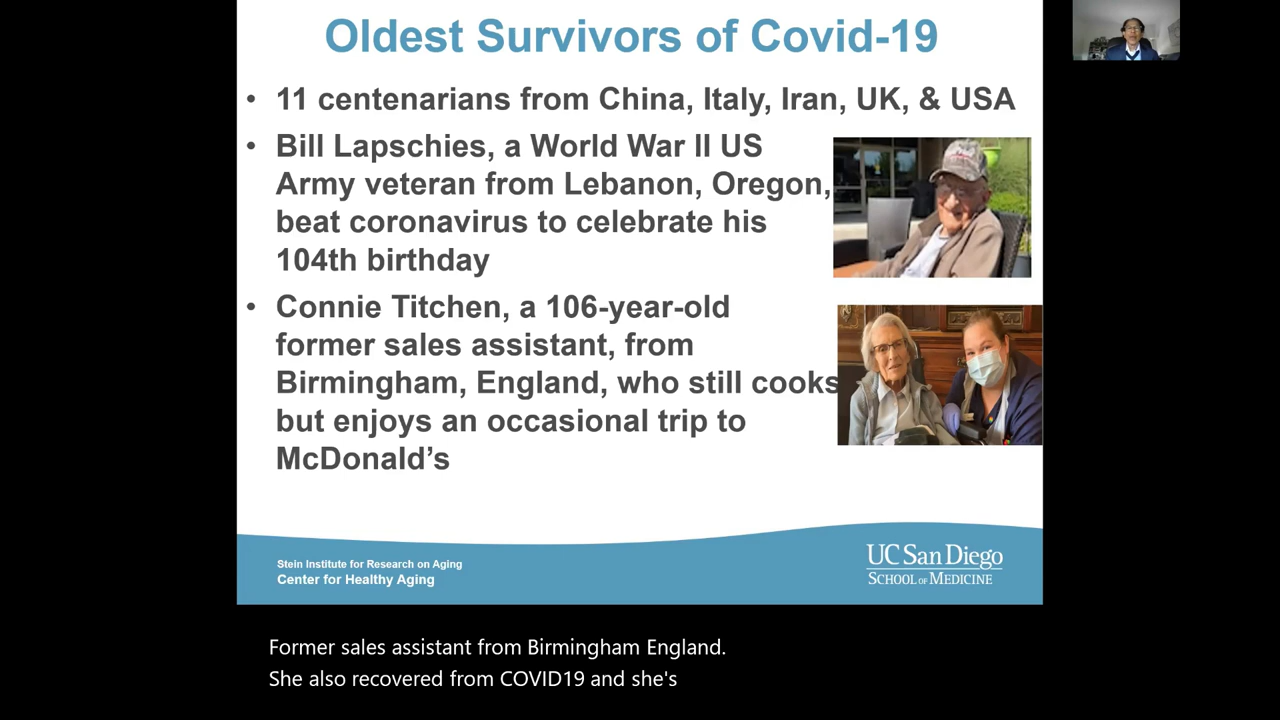 Oldest Survivors of Covid-19
• 11 centenarians from China, Italy, Iran, UK, & USA
• Bill Lapschies, a World War II US
Army veteran from Lebanon, Oregon,
beat coronavirus to celebrate his
104th birthday
• Connie Titchen, a 106-year-old
former sales assistant, from
Birmingham, England, who still cooks
but enjoys an occasional trip to
McDonald’s
Stein Institute for Research on Aging
Center for Healthy Aging
UC San Diego
SCHOOL OF MEDICINE
Former sales assistant from Birmingham England.
She also recovered from COVID19 and she's